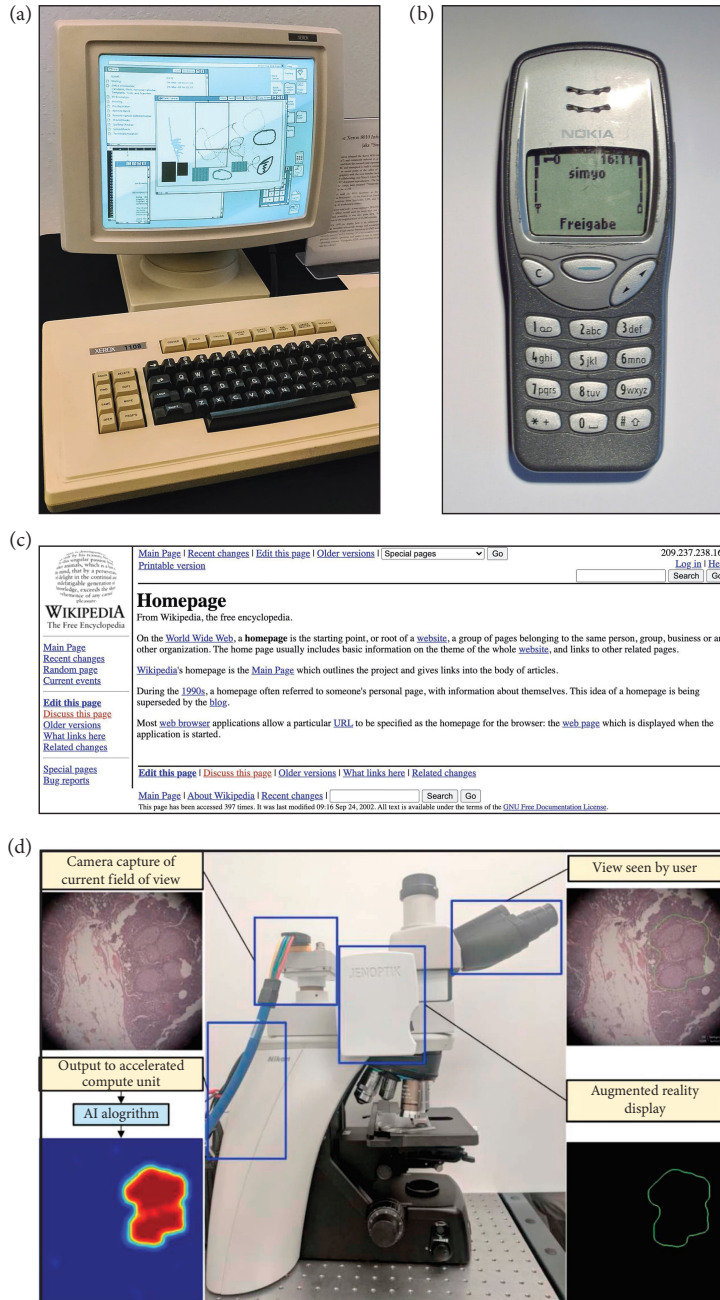 (a)
XEROX
XEROX 1108
Q W E R T Y U I O P
A S D F G H J K L
Z X C V B N M
(b)
NOKIA
16:11
simyo
Freigabe
C
1 2abc 3def
4ghi 5jkl 6mno
7pqrs 8tuv 9wxyz
* + 0 #
(c)
WIKIPEDIA
The Free Encyclopedia
Main Page
Recent changes
Random page
Current events
Edit this page
Discuss this page
Older versions
What links here
Related changes
Special pages
Bug reports
Main Page | Recent changes | Edit this page | Older versions | Special pages Go
Printable version
209.237.238.16
Log in | He
Search Go
Homepage
From Wikipedia, the free encyclopedia.
On the World Wide Web, a homepage is the starting point, or root of a website, a group of pages belonging to the same person, group, business or an
other organization. The home page usually includes basic information on the theme of the whole website, and links to other related pages.
Wikipedia's homepage is the Main Page which outlines the project and gives links into the body of articles.
During the 1990s, a homepage often referred to someone's personal page, with information about themselves. This idea of a homepage is being
superseded by the blog.
Most web browser applications allow a particular URL to be specified as the homepage for the browser: the web page which is displayed when the
application is started.
Edit this page | Discuss this page | Older versions | What links here | Related changes
Main Page | About Wikipedia | Recent changes | Search Go
This page has been accessed 397 times. It was last modified 09:16 Sep 24, 2002. All text is available under the terms of the GNU Free Documentation License.
(d)
Camera capture of
current field of view
View seen by user
JENOPTIK
Nikon
Output to accelerated
compute unit
AI alogrithm
Augmented reality
display